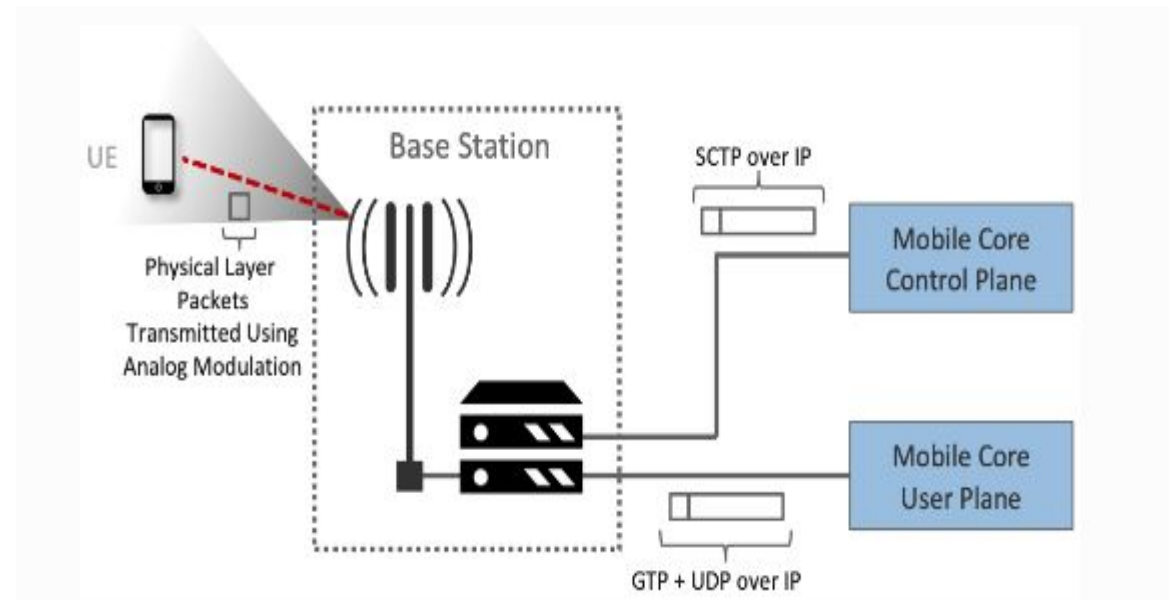 UE
Base Station
SCTP over IP
Physical Layer
Packets
Transmitted Using
Analog Modulation
Mobile Core
Control Plane
Mobile Core
User Plane
GTP + UDP over IP